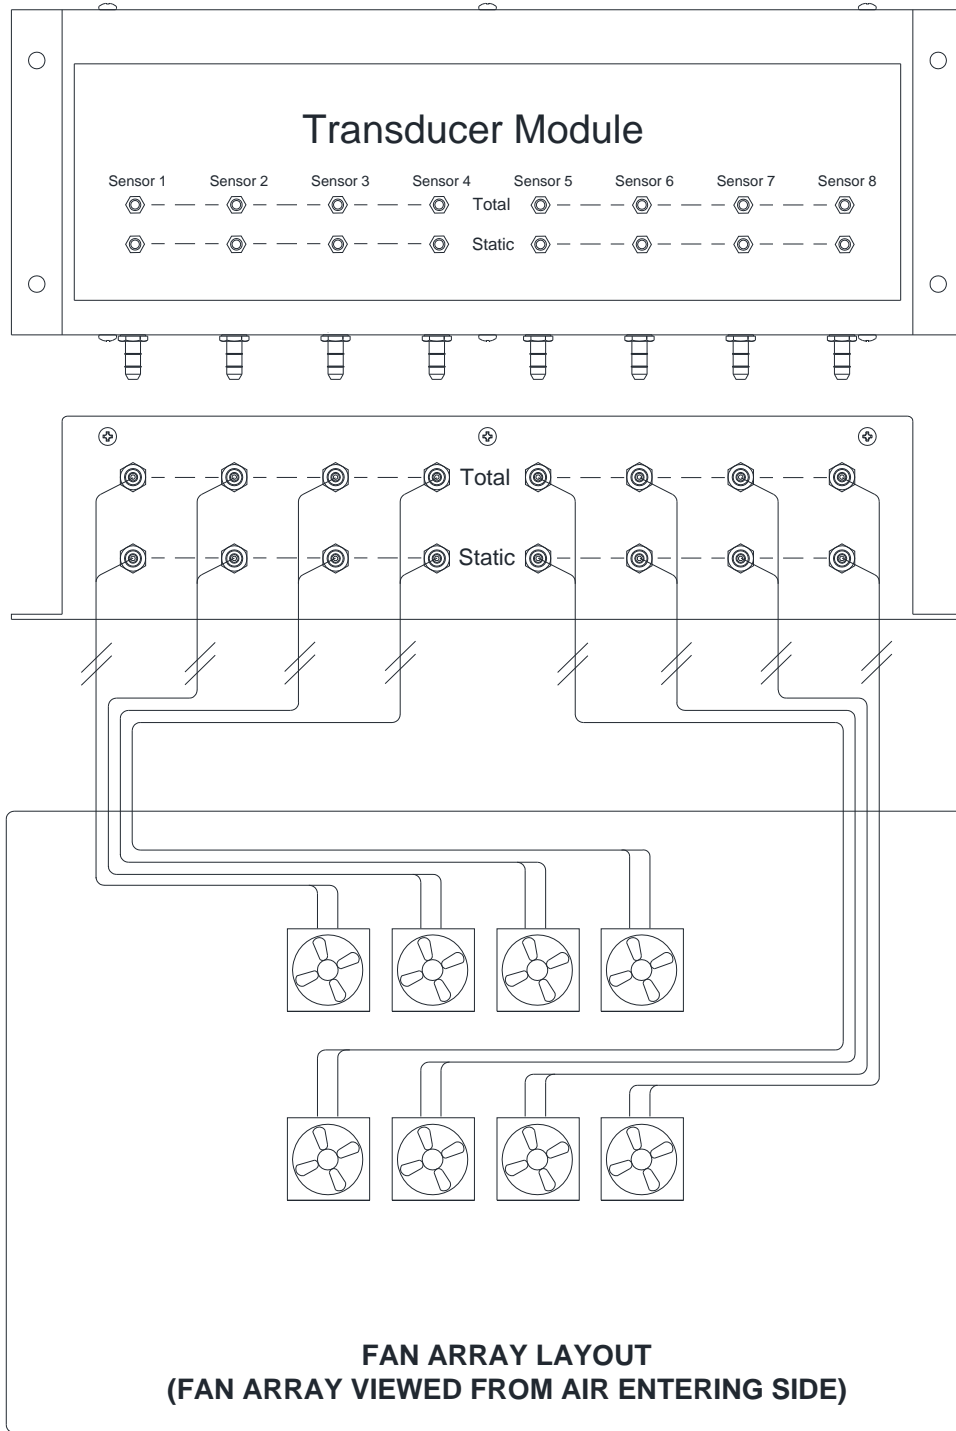 Transducer Module
Sensor 1 Sensor 2 Sensor 3 Sensor 4 Sensor 5 Sensor 6 Sensor 7 Sensor 8
Total
Static
Total
Static
FAN ARRAY LAYOUT
(FAN ARRAY VIEWED FROM AIR ENTERING SIDE)